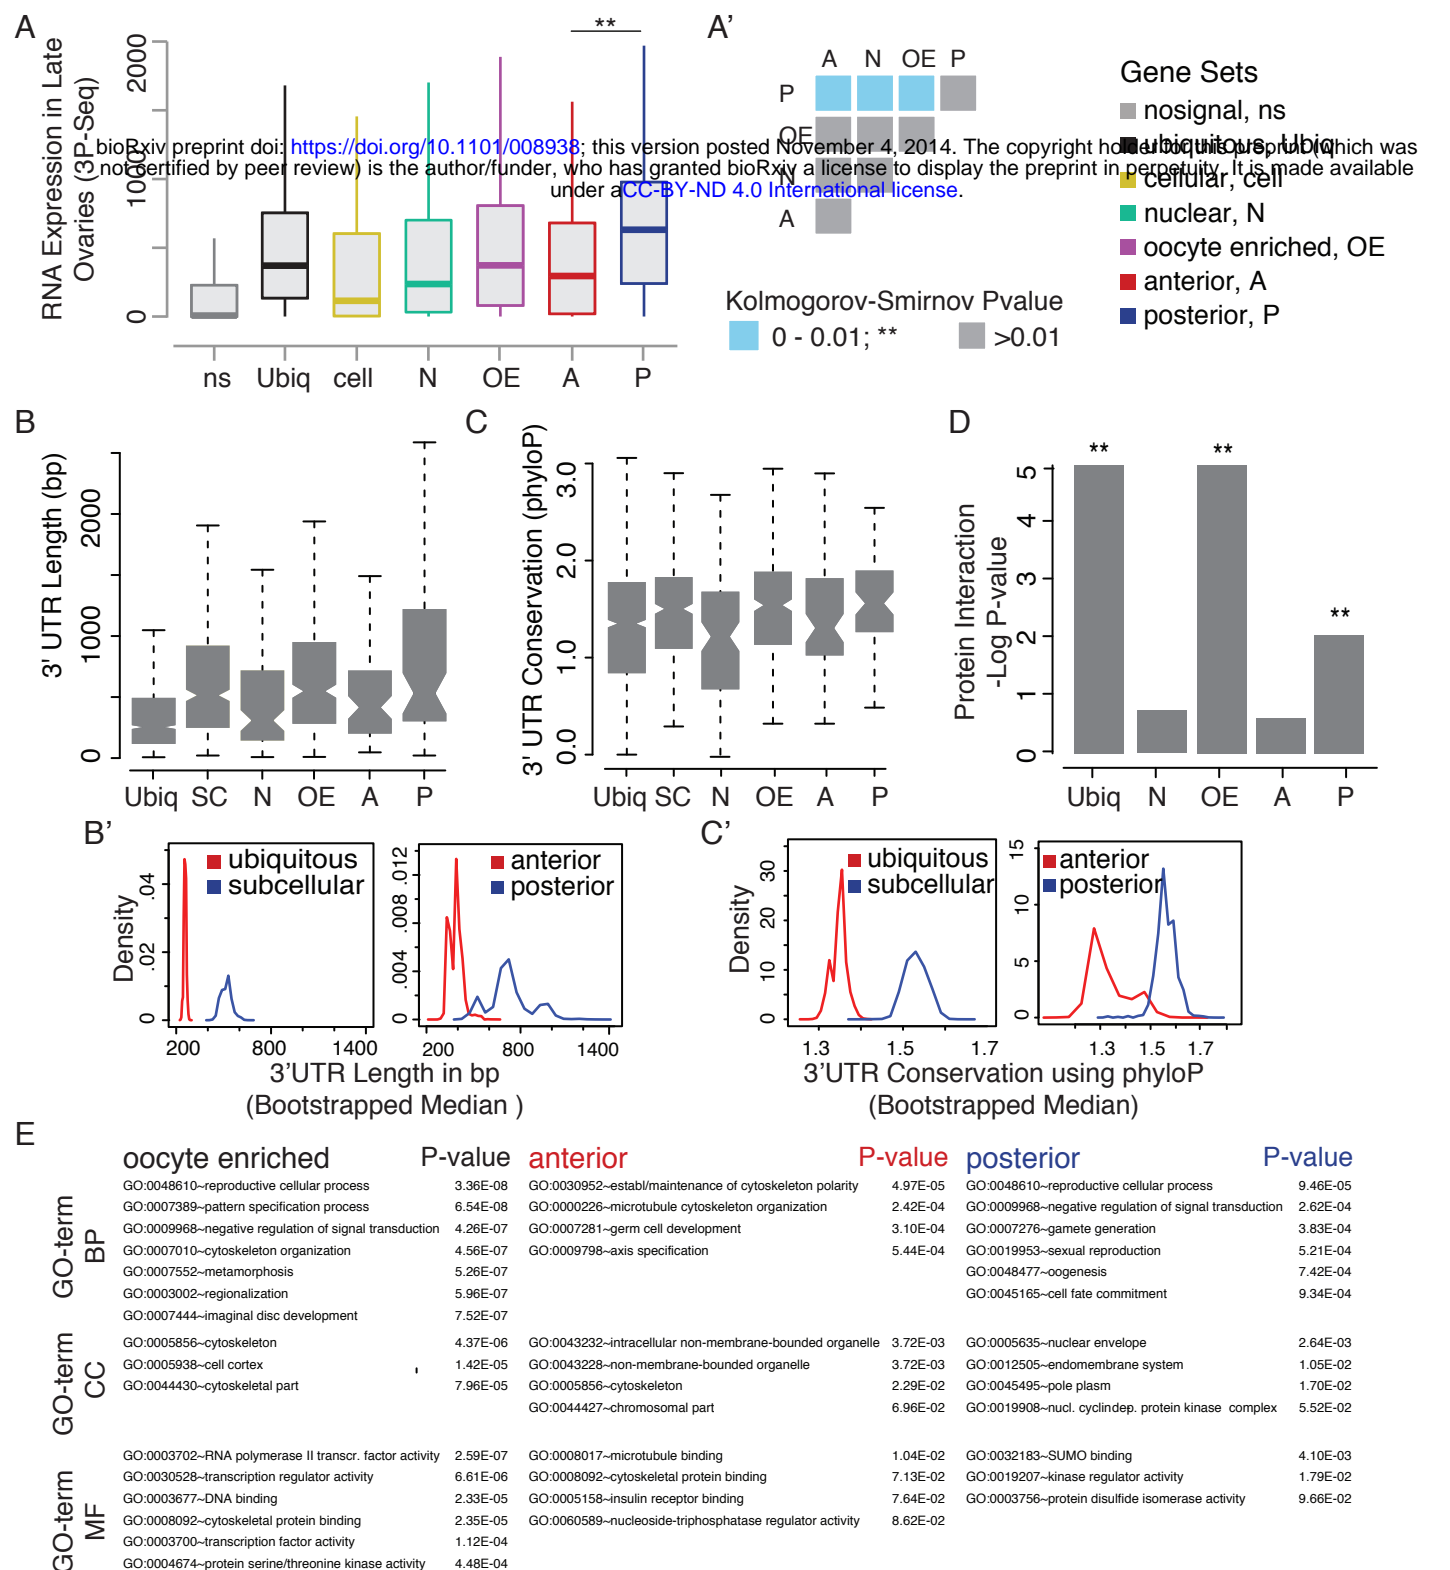 A
RNA Expression in Late
Ovaries (3P-Seq)
0
1000
2000
**
ns Ubiq cell N OE A P
A'
A N OE P
P
OE
N
A
Kolmogorov-Smirnov Pvalue
0 - 0.01; **
>0.01
Gene Sets
nosignal, ns
ubiquitous, Ubiq
cellular, cell
nuclear, N
oocyte enriched, OE
anterior, A
posterior, P
bioRxiv preprint doi: https://doi.org/10.1101/008938; this version posted November 4, 2014. The copyright holder for this preprint (which was
not certified by peer review) is the author/funder, who has granted bioRxiv a license to display the preprint in perpetuity. It is made available
under aCC-BY-ND 4.0 International license.
B
3' UTR Length (bp)
0
1000
2000
Ubiq SC N OE A P
C
3' UTR Conservation (phyloP)
0.0
1.0
2.0
3.0
Ubiq SC N OE A P
D
Protein Interaction
-Log P-value
0
1
2
3
4
5
** ** **
Ubiq N OE A P
B'
Density
0
.02
.04
ubiquitous
subcellular
200 800 1400
0
.004
.008
.012
anterior
posterior
200 800 1400
3'UTR Length in bp
(Bootstrapped Median )
C'
Density
0
10
20
30
ubiquitous
subcellular
1.3 1.5 1.7
0
5
10
15
anterior
posterior
1.3 1.5 1.7
3'UTR Conservation using phyloP
(Bootstrapped Median)
E
oocyte enriched P-value anterior P-value posterior P-value
GO-term
BP
GO:0048610~reproductive cellular process 3.36E-08 GO:0030952~establ/maintenance of cytoskeleton polarity 4.97E-05 GO:0048610~reproductive cellular process 9.46E-05
GO:0007389~pattern specification process 6.54E-08 GO:0000226~microtubule cytoskeleton organization 2.42E-04 GO:0009968~negative regulation of signal transduction 2.62E-04
GO:0009968~negative regulation of signal transduction 4.26E-07 GO:0007281~germ cell development 3.10E-04 GO:0007276~gamete generation 3.83E-04
GO:0007010~cytoskeleton organization 4.56E-07 GO:0009798~axis specification 5.44E-04 GO:0019953~sexual reproduction 5.21E-04
GO:0007552~metamorphosis 5.26E-07 GO:0048477~oogenesis 7.42E-04
GO:0003002~regionalization 5.96E-07 GO:0045165~cell fate commitment 9.34E-04
GO:0007444~imaginal disc development 7.52E-07
GO-term
CC
GO:0005856~cytoskeleton 4.37E-06 GO:0043232~intracellular non-membrane-bounded organelle 3.72E-03 GO:0005635~nuclear envelope 2.64E-03
GO:0005938~cell cortex 1.42E-05 GO:0043228~non-membrane-bounded organelle 3.72E-03 GO:0012505~endomembrane system 1.05E-02
GO:0044430~cytoskeletal part 7.96E-05 GO:0005856~cytoskeleton 2.29E-02 GO:0045495~pole plasm 1.70E-02
GO:0044427~chromosomal part 6.96E-02 GO:0019908~nucl. cyclindep. protein kinase complex 5.52E-02
GO-term
MF
GO:0003702~RNA polymerase II transcr. factor activity 2.59E-07 GO:0008017~microtubule binding 1.04E-02 GO:0032183~SUMO binding 4.10E-03
GO:0030528~transcription regulator activity 6.61E-06 GO:0008092~cytoskeletal protein binding 7.13E-02 GO:0019207~kinase regulator activity 1.79E-02
GO:0003677~DNA binding 2.33E-05 GO:0005158~insulin receptor binding 7.64E-02 GO:0003756~protein disulfide isomerase activity 9.66E-02
GO:0008092~cytoskeletal protein binding 2.35E-05 GO:0060589~nucleoside-triphosphatase regulator activity 8.62E-02
GO:0003700~transcription factor activity 1.12E-04
GO:0004674~protein serine/threonine kinase activity 4.48E-04